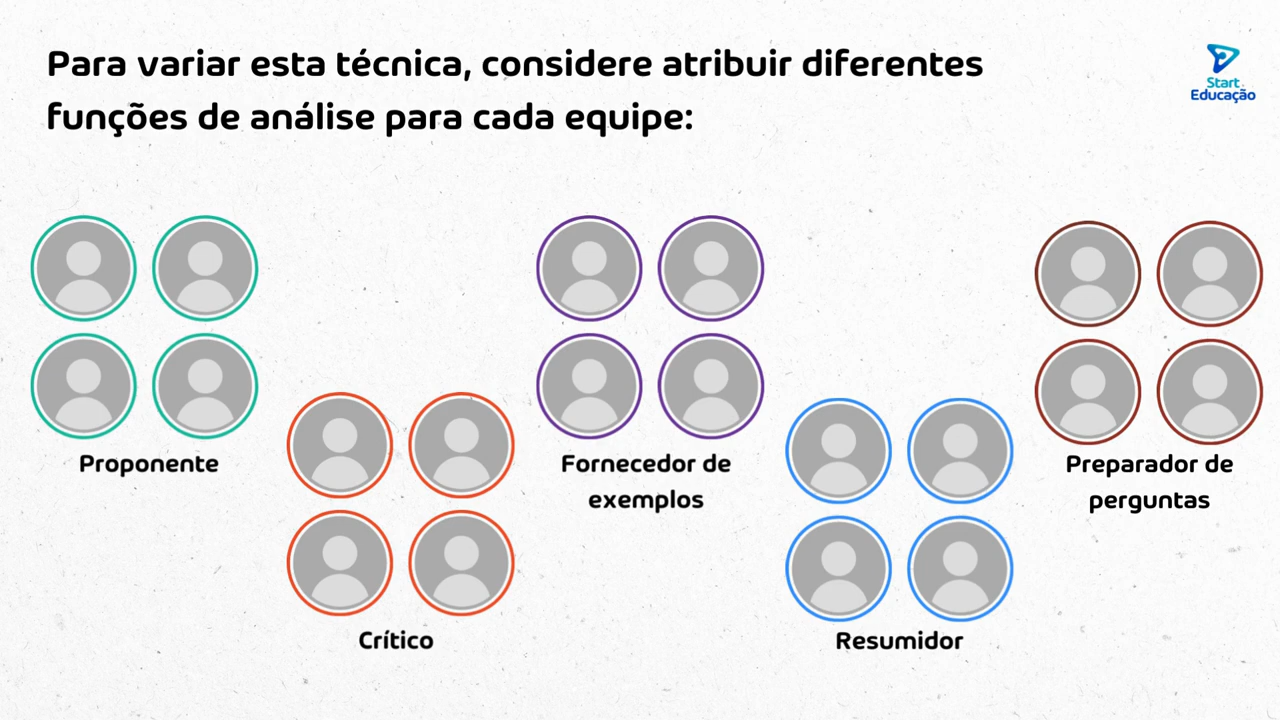 Para variar esta técnica, considere atribuir diferentes
funções de análise para cada equipe:
Start
Educação
Proponente
Crítico
Fornecedor de
exemplos
Resumidor
Preparador de
perguntas